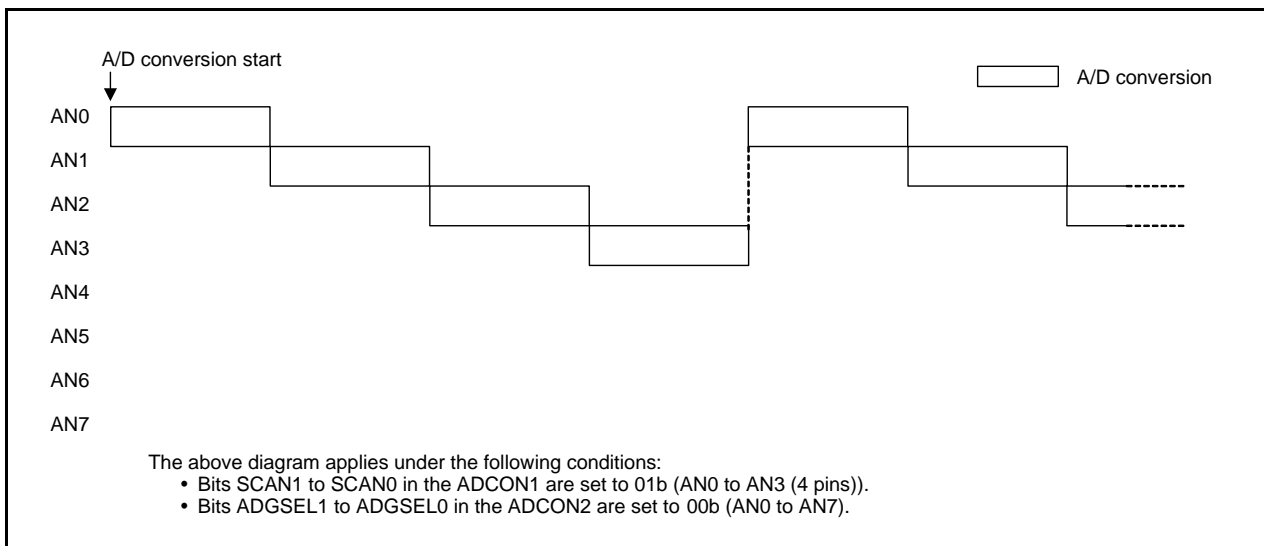 A/D conversion start
A/D conversion
AN0
AN1
AN2
AN3
AN4
AN5
AN6
AN7
The above diagram applies under the following conditions:
• Bits SCAN1 to SCAN0 in the ADCON1 are set to 01b (AN0 to AN3 (4 pins)).
• Bits ADGSEL1 to ADGSEL0 in the ADCON2 are set to 00b (AN0 to AN7).